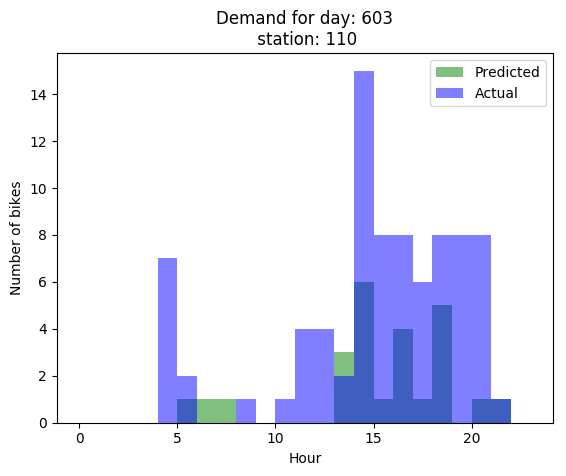 Demand for day: 603
station: 110
Predicted
Actual
14
12
10
8
6
4
2
0
Number of bikes
0 5 10 15 20
Hour